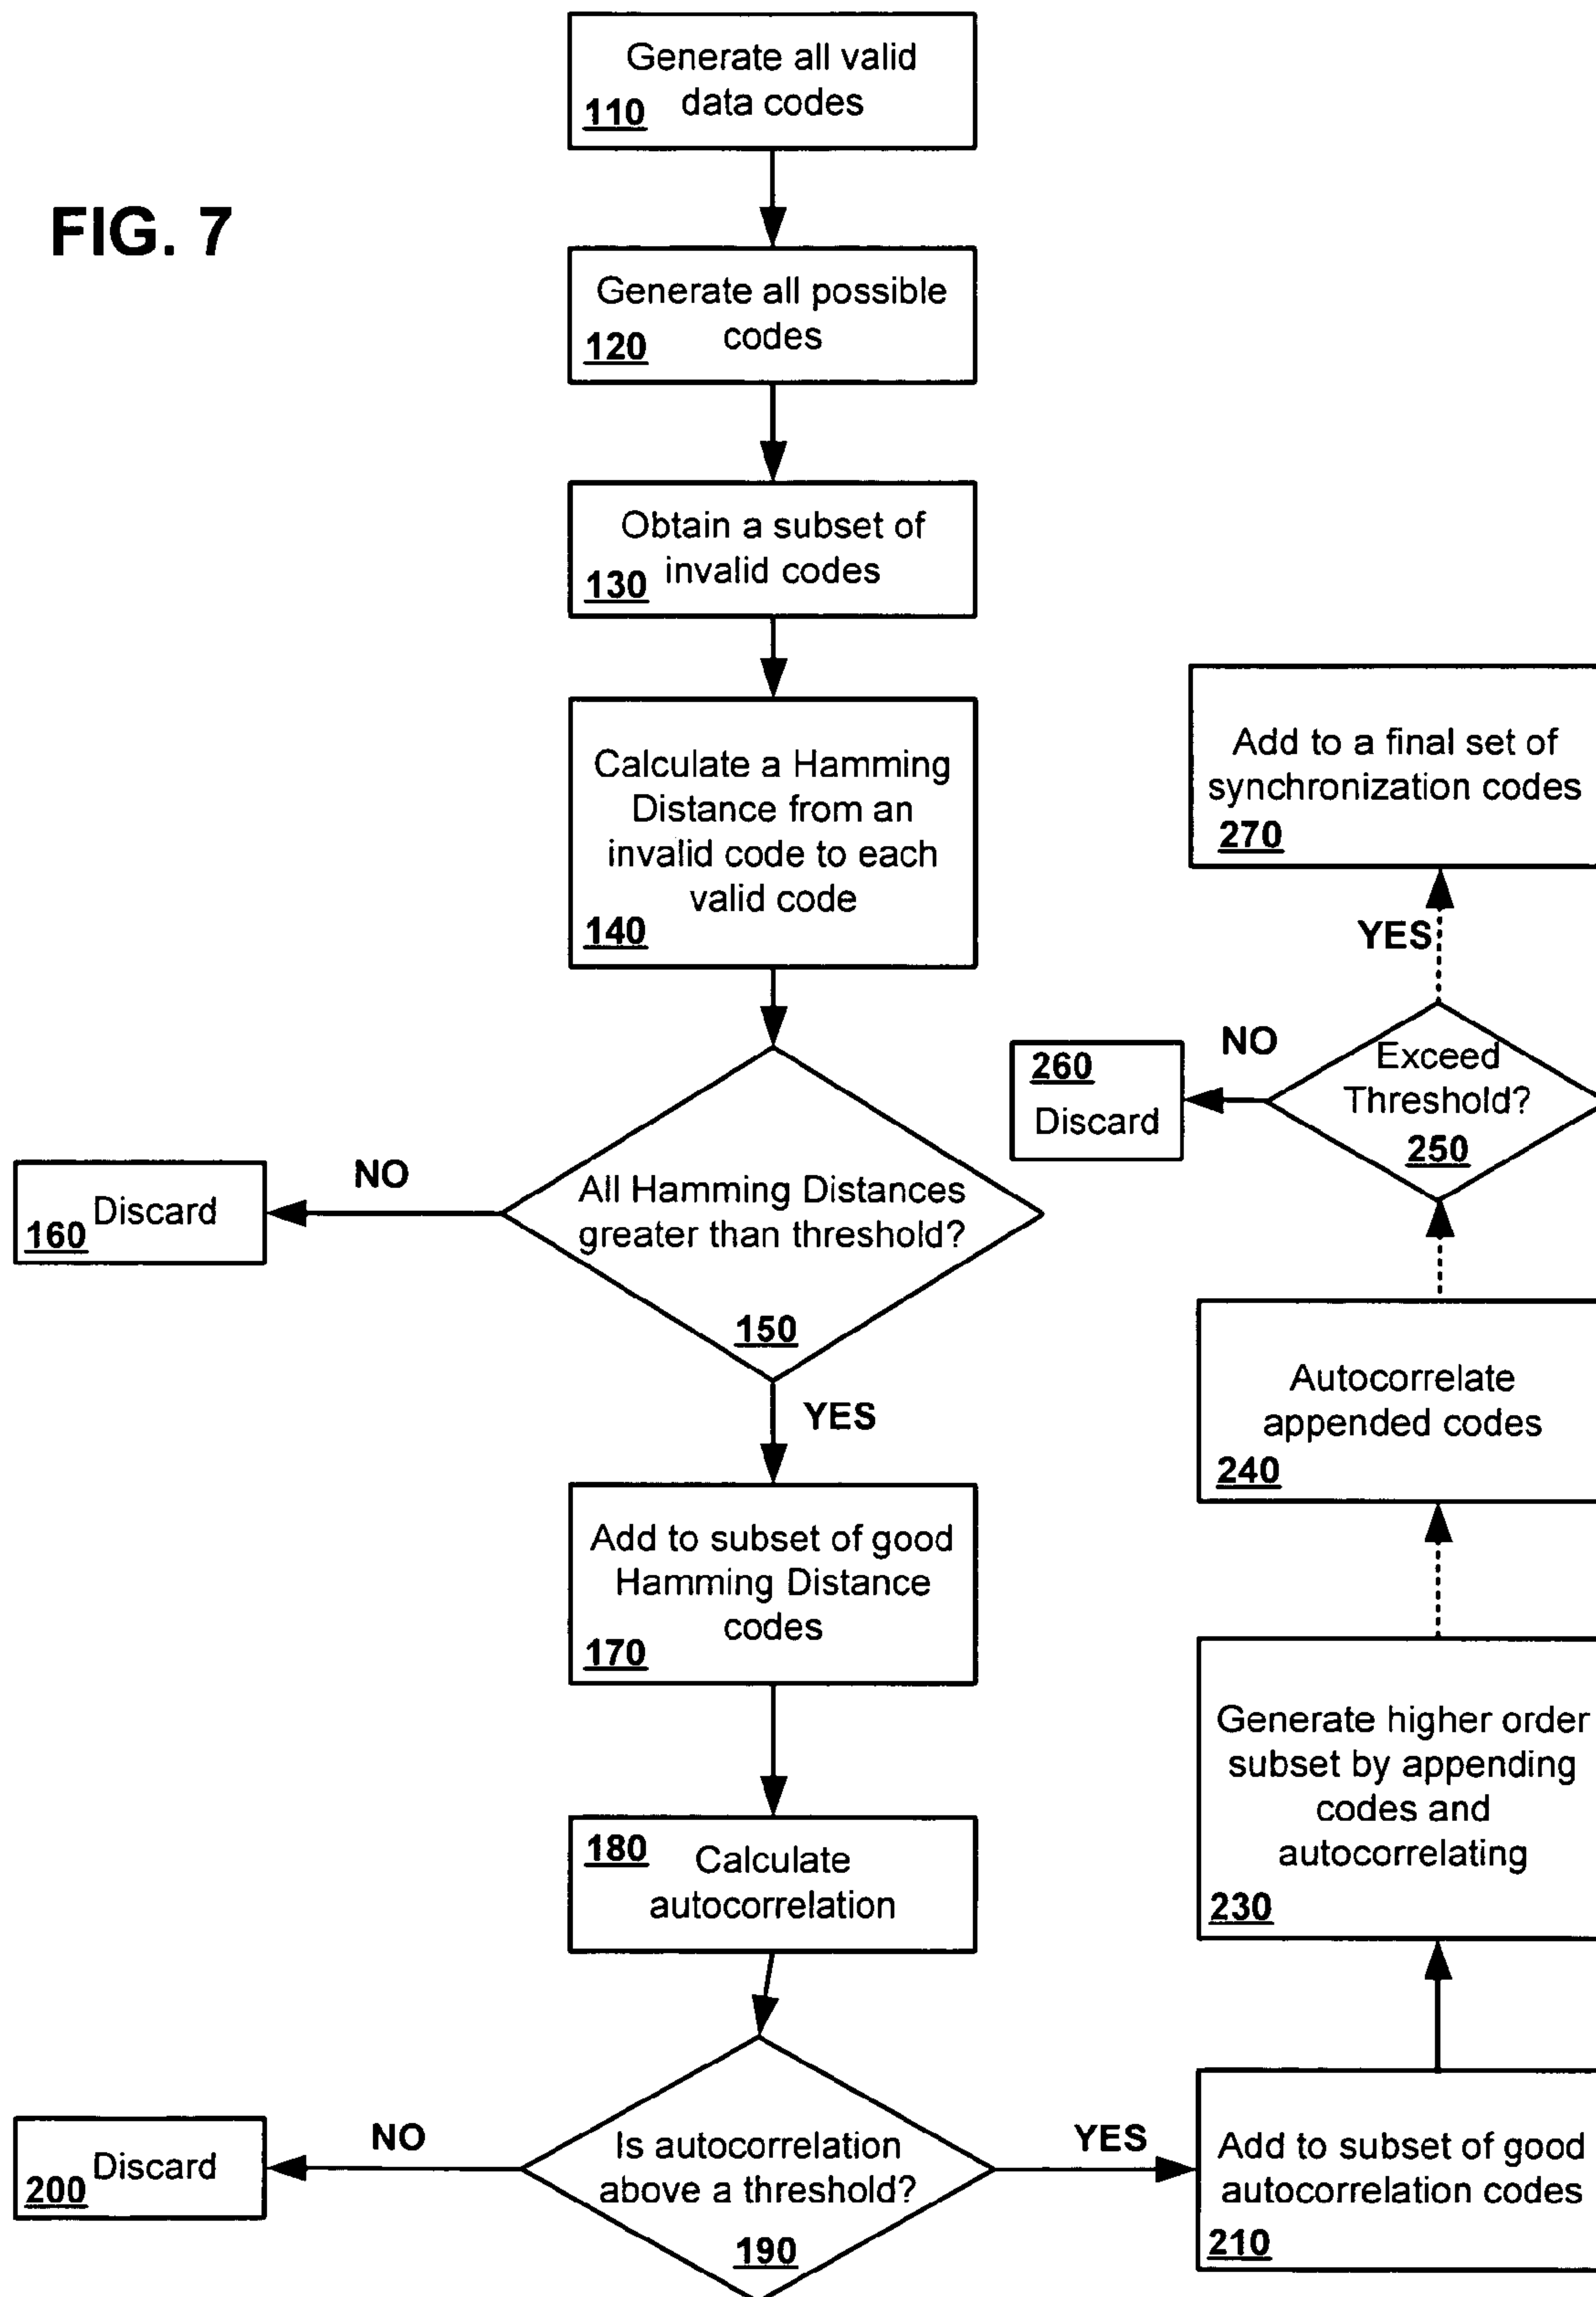 FIG. 7
Generate all valid
data codes
110
Generate all possible
codes
120
Obtain a subset of
invalid codes
130
Calculate a Hamming
Distance from an
invalid code to each
valid code
140
All Hamming Distances
greater than threshold?
150
NO
Discard
160
YES
Add to subset of good
Hamming Distance
codes
170
180
Calculate
autocorrelation
Is autocorrelation
above a threshold?
190
NO
Discard
200
YES
Add to subset of good
autocorrelation codes
210
Generate higher order
subset by appending
codes and
autocorrelating
230
Autocorrelate
appended codes
240
Exceed
Threshold?
250
NO
260
Discard
YES
Add to a final set of
synchronization codes
270